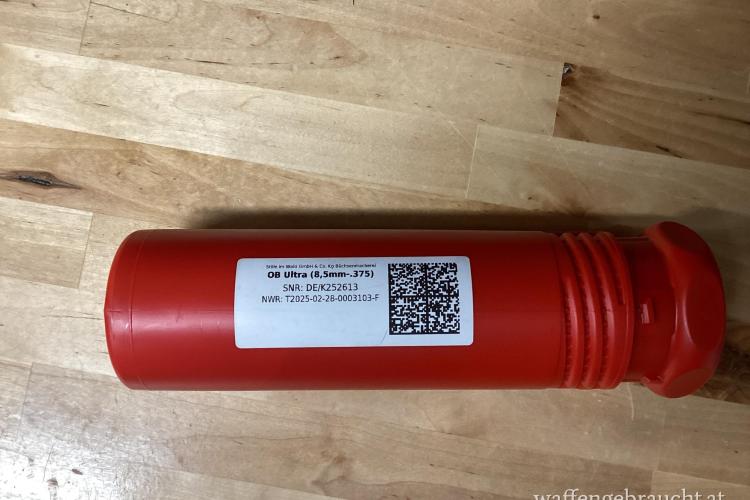 Stille im Wald GmbH & Co. Kg Büchsenmacherei
OB Ultra (8,5mm-.375)
SNR: DE/K252613
NWR: T2025-02-28-0003103-F
waffengebraucht.at